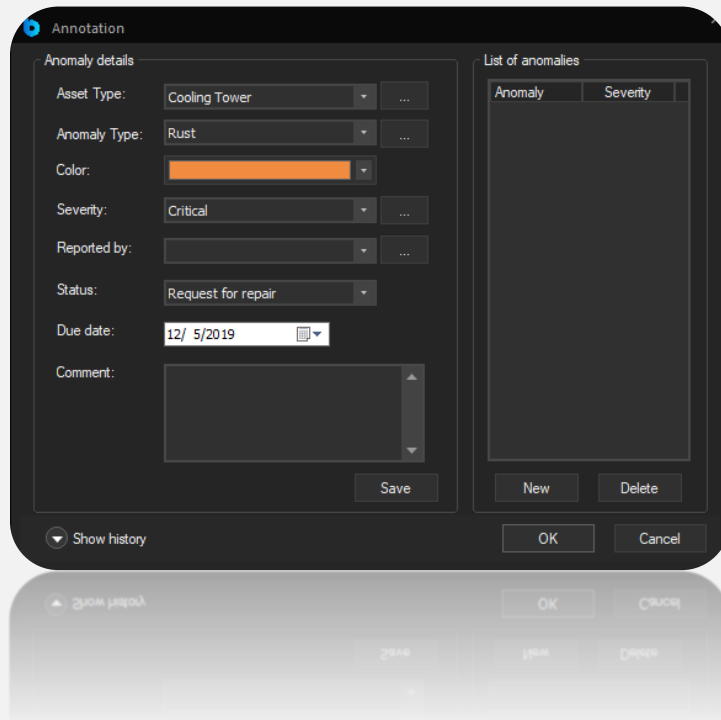 Annotation
Anomaly details
Asset Type: Cooling Tower ...
Anomaly Type: Rust ...
Color:
Severity: Critical ...
Reported by: ...
Status: Request for repair
Due date: 12/ 5/2019
Comment:
Save
List of anomalies
Anomaly Severity
New Delete
Show history
OK Cancel